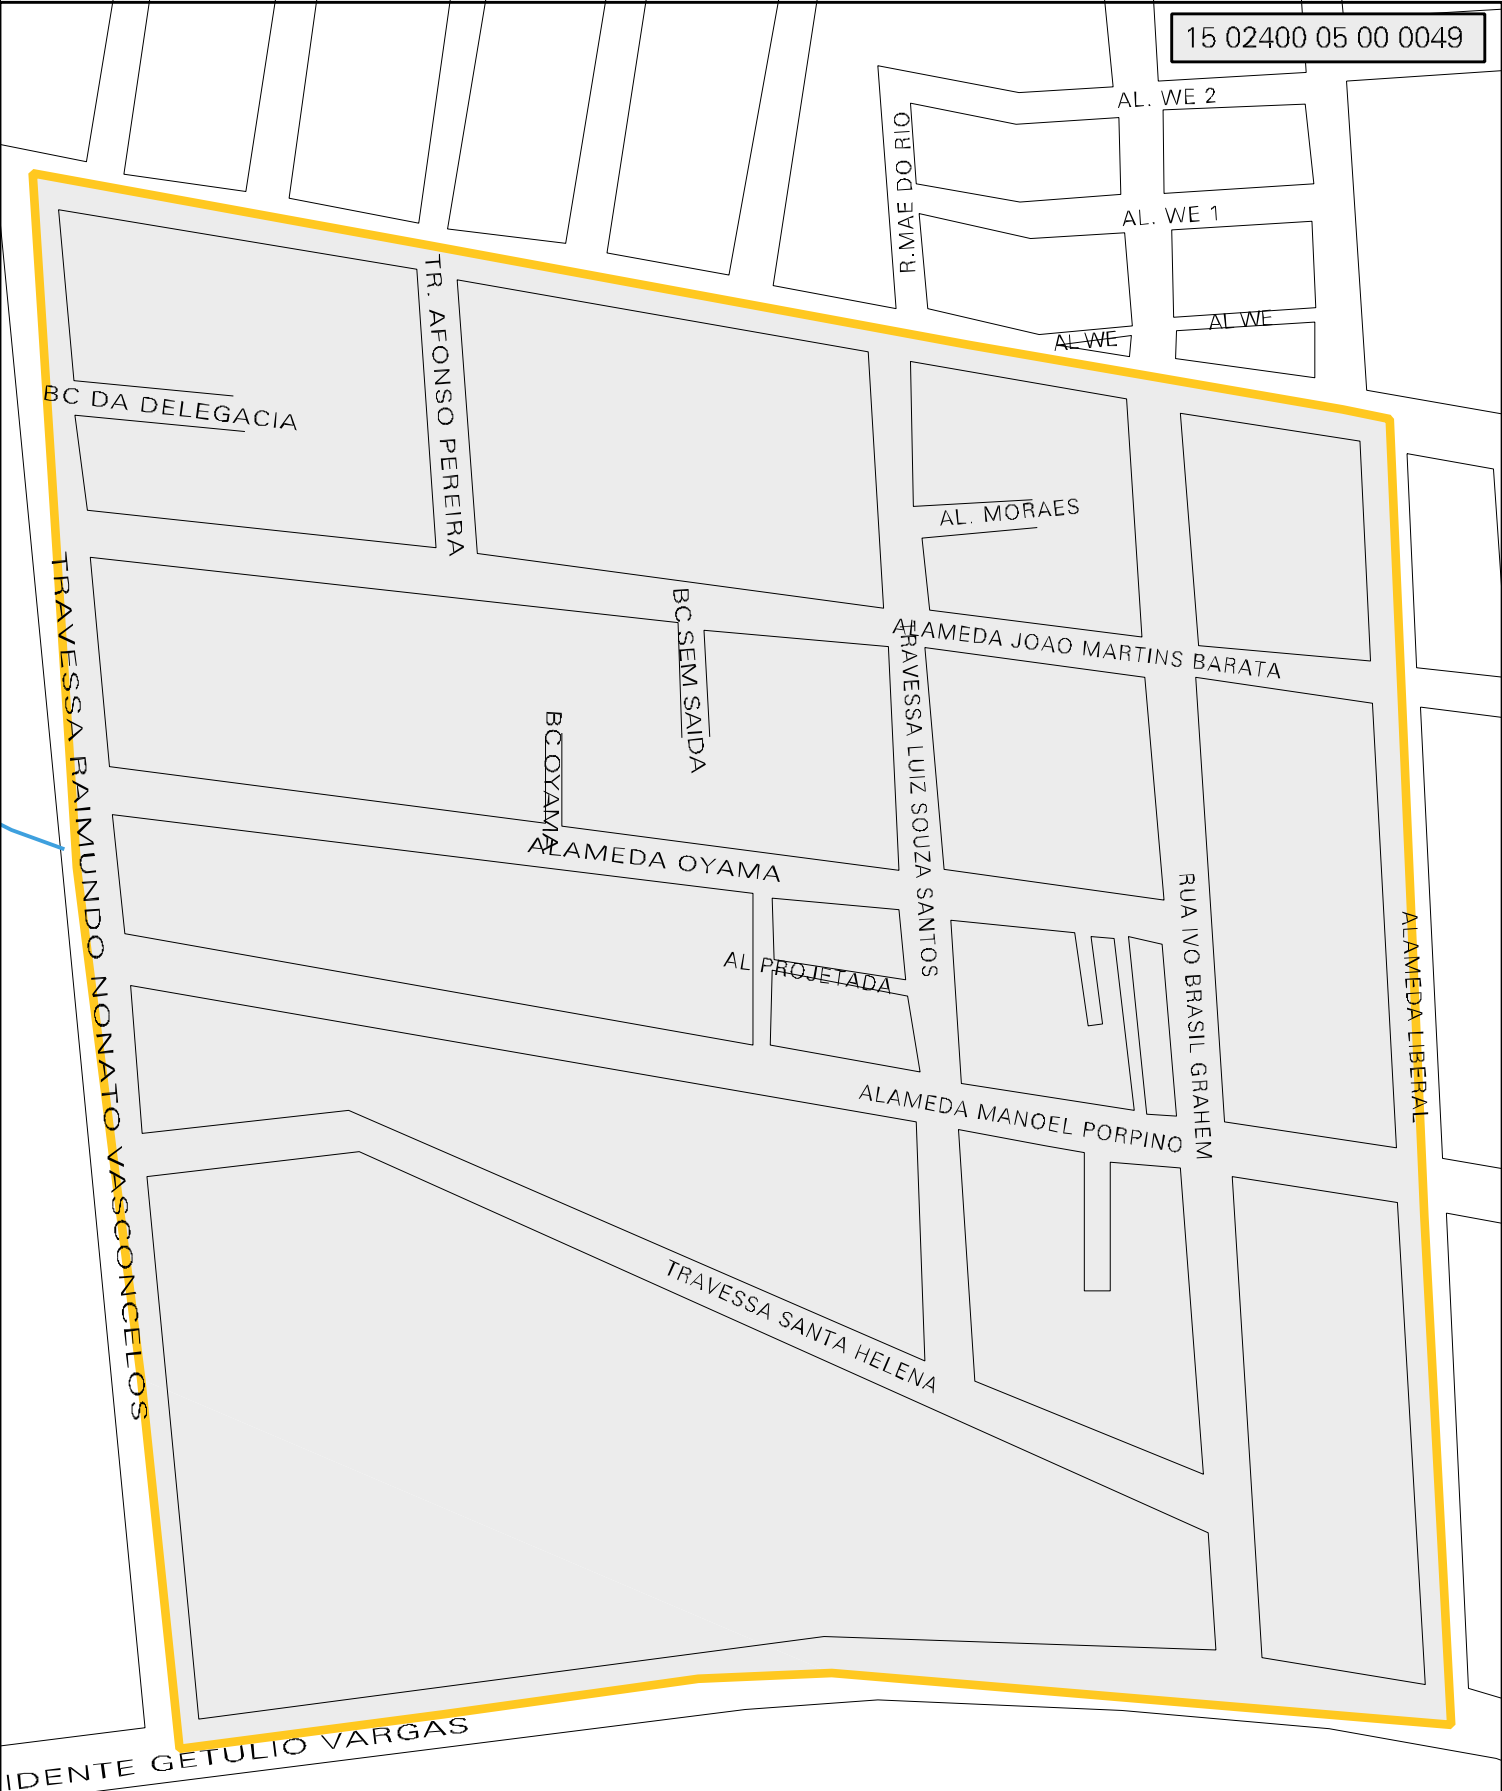 15 02400 05 00 0049
AL. WE 2
R.MAE DO RIO
AL. WE 1
AL WE
AL WE
TR. AFONSO PEREIRA
BC DA DELEGACIA
AL. MORAES
TRAVESSA RAIMUNDO NONATO VASCONCELOS
BC SEM SAIDA
ALAMEDA JOAO MARTINS BARATA
TRAVESSA LUIZ SOUZA SANTOS
BC OYAMA
ALAMEDA OYAMA
RUA IVO BRASIL GRAHEM
ALAMEDA LIBERAL
AL PROJETADA
ALAMEDA MANOEL PORPINO
TRAVESSA SANTA HELENA
IDENTE GETULIO VARGAS